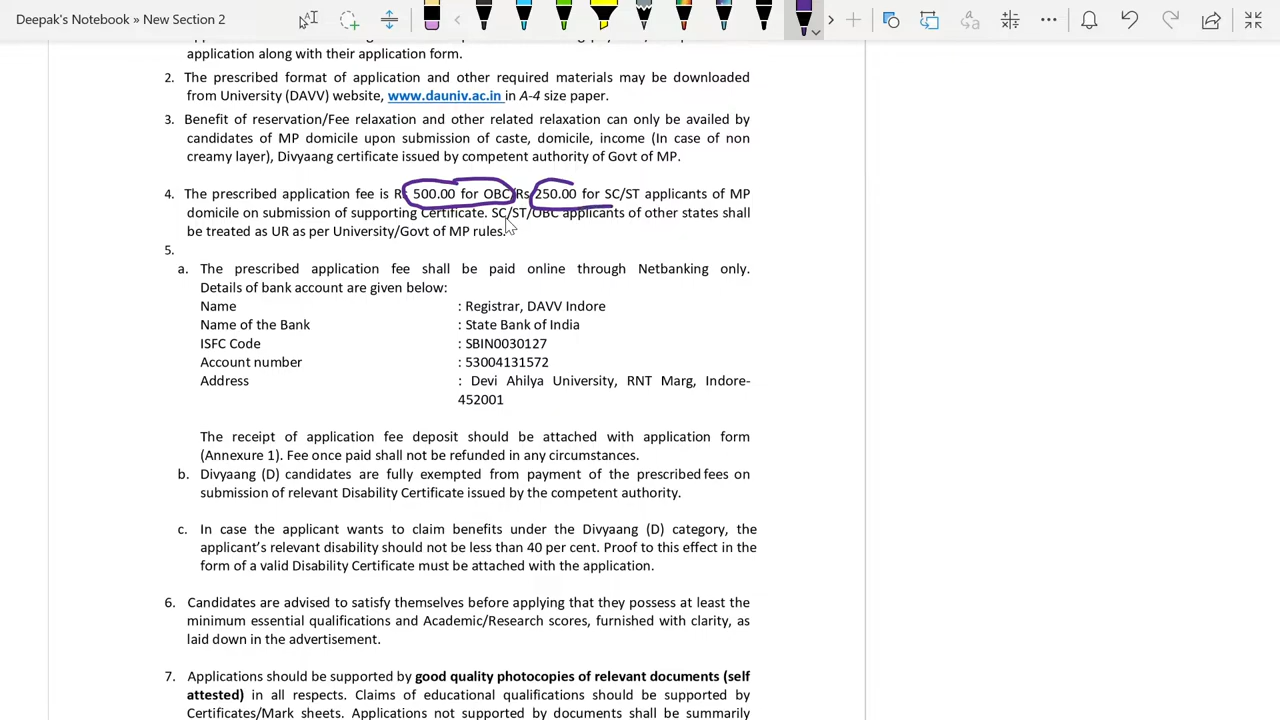 Deepak's Notebook » New Section 2
application along with their application form.
2. The prescribed format of application and other required materials may be downloaded
from University (DAVV) website, www.dauniv.ac.in in A-4 size paper.
3. Benefit of reservation/Fee relaxation and other related relaxation can only be availed by
candidates of MP domicile upon submission of caste, domicile, income (In case of non
creamy layer), Divyaang certificate issued by competent authority of Govt of MP.
4. The prescribed application fee is Rs 500.00 for OBC/Rs 250.00 for SC/ST applicants of MP
domicile on submission of supporting Certificate. SC/ST/OBC applicants of other states shall
be treated as UR as per University/Govt of MP rules.
5.
a. The prescribed application fee shall be paid online through Netbanking only.
Details of bank account are given below:
Name : Registrar, DAVV Indore
Name of the Bank : State Bank of India
ISFC Code : SBIN0030127
Account number : 53004131572
Address : Devi Ahilya University, RNT Marg, Indore-
452001
The receipt of application fee deposit should be attached with application form
(Annexure 1). Fee once paid shall not be refunded in any circumstances.
b. Divyaang (D) candidates are fully exempted from payment of the prescribed fees on
submission of relevant Disability Certificate issued by the competent authority.
c. In case the applicant wants to claim benefits under the Divyaang (D) category, the
applicant's relevant disability should not be less than 40 per cent. Proof to this effect in the
form of a valid Disability Certificate must be attached with the application.
6. Candidates are advised to satisfy themselves before applying that they possess at least the
minimum essential qualifications and Academic/Research scores, furnished with clarity, as
laid down in the advertisement.
7. Applications should be supported by good quality photocopies of relevant documents (self
attested) in all respects. Claims of educational qualifications should be supported by
Certificates/Mark sheets. Applications not supported by documents shall be summarily